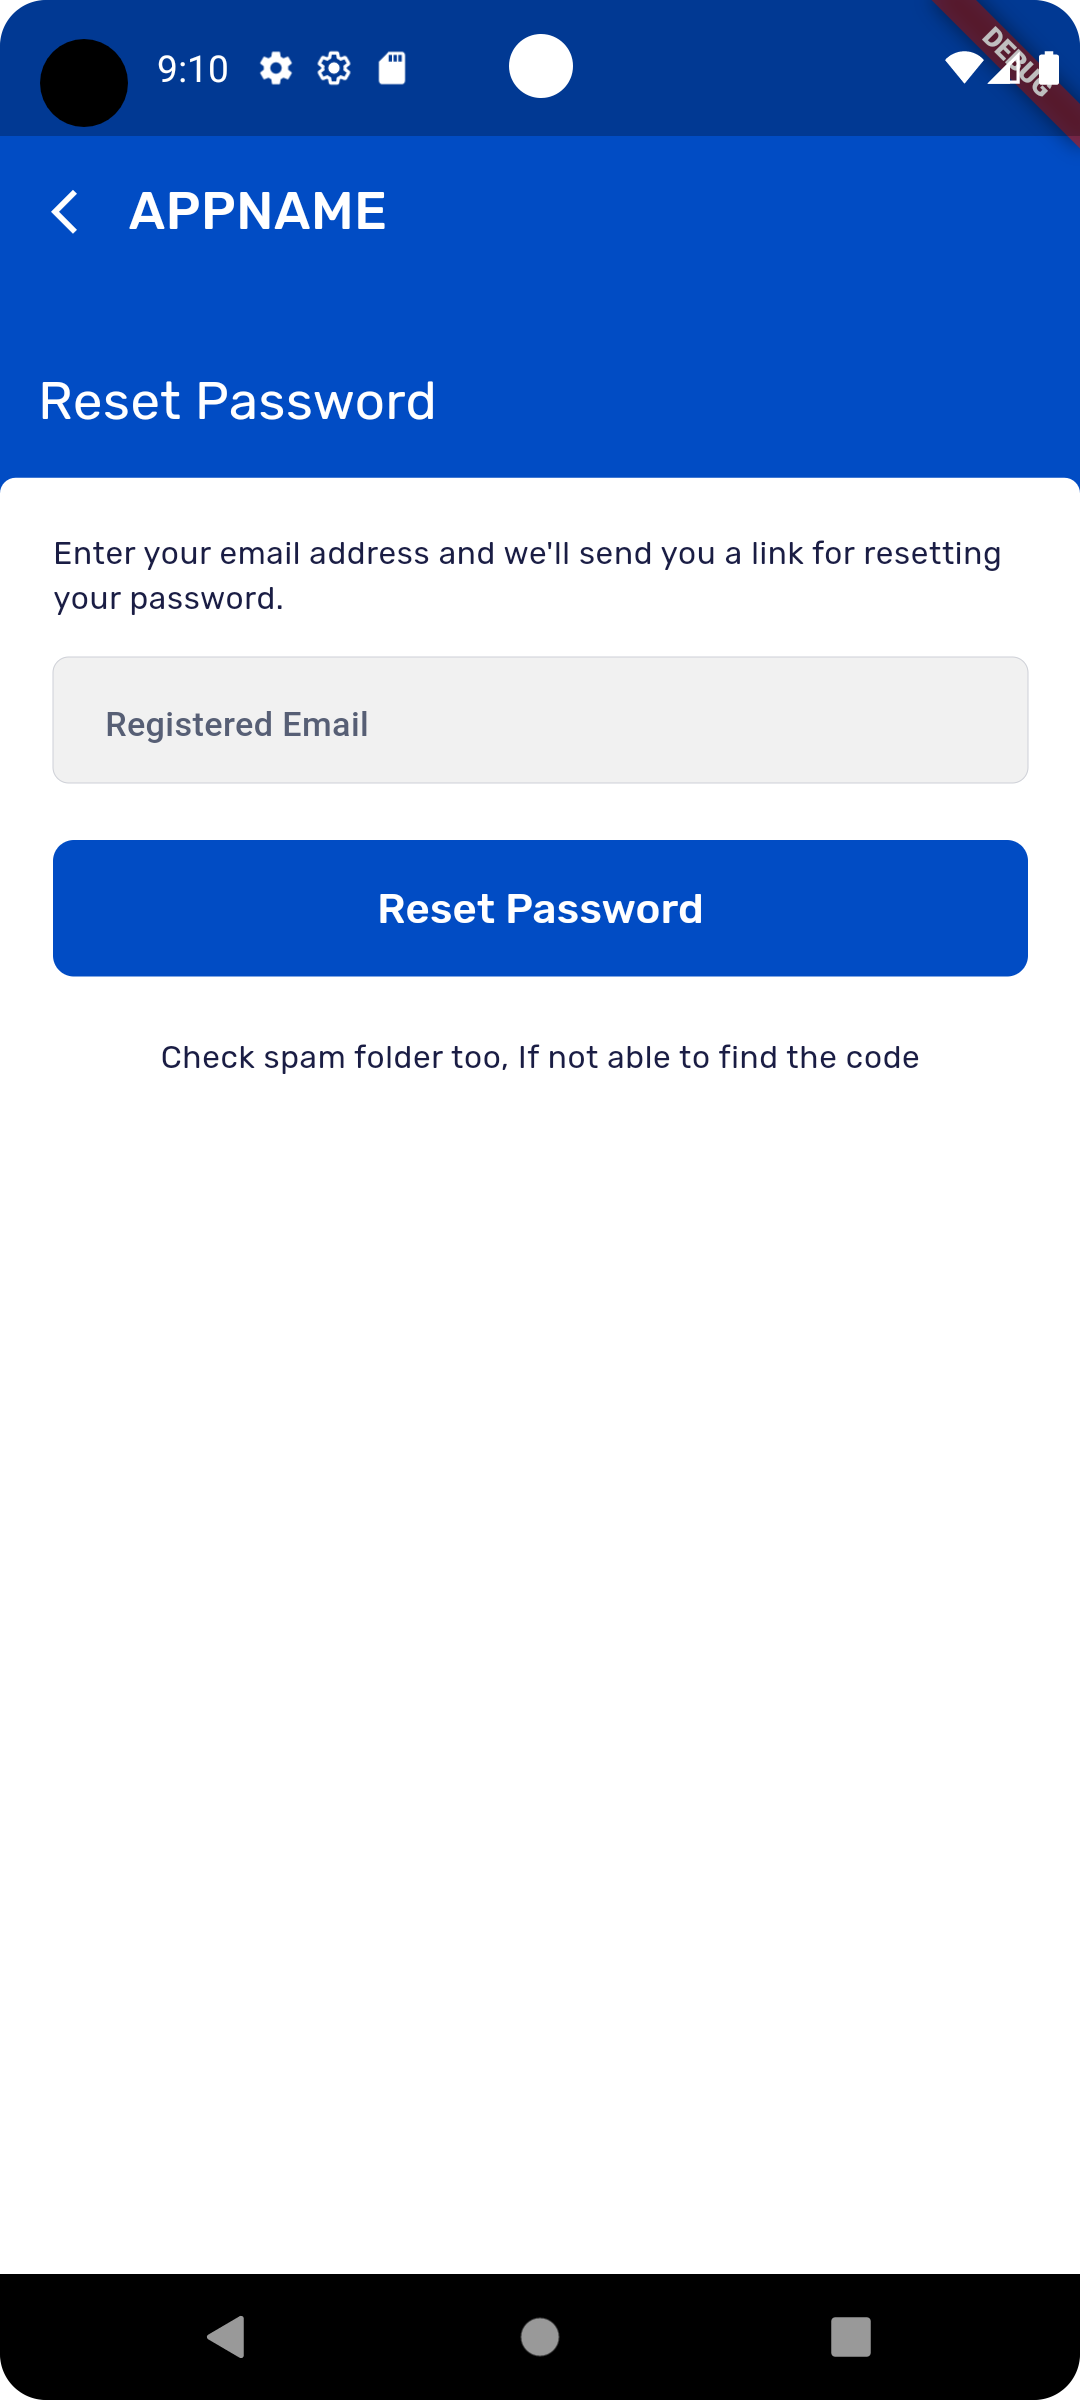 9:10
DEBUG
APPNAME
Reset Password
Enter your email address and we'll send you a link for resetting
your password.
Registered Email
Reset Password
Check spam folder too, If not able to find the code